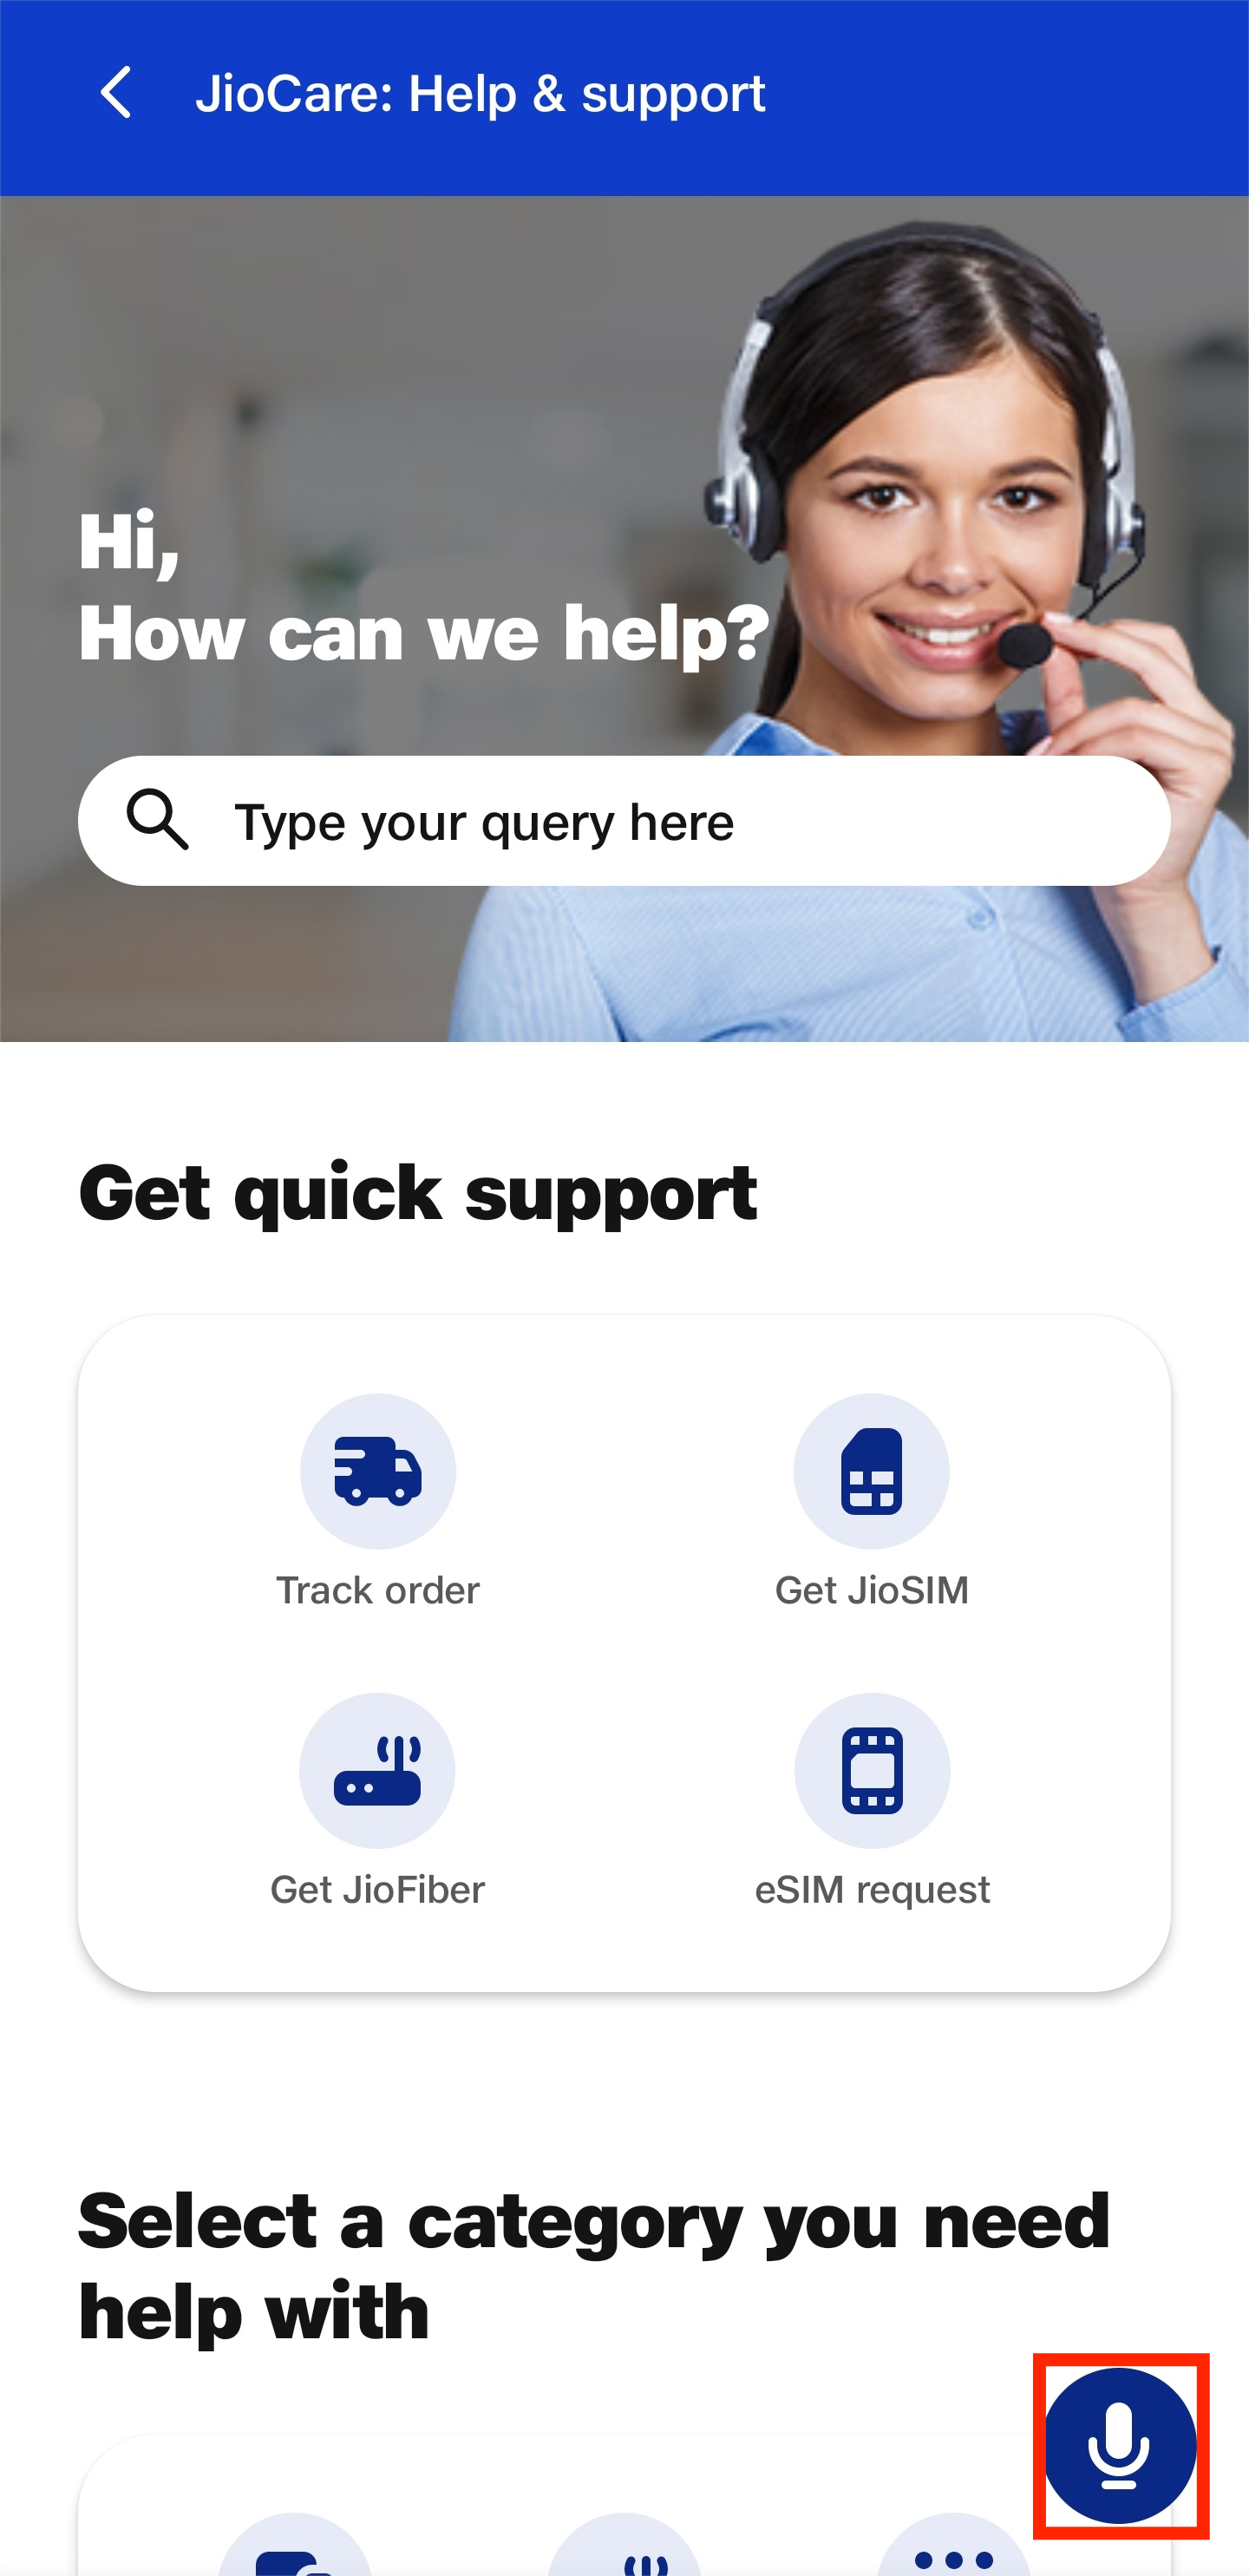 JioCare: Help & support
Hi,
How can we help?
Type your query here
Get quick support
Track order
Get JioSIM
Get JioFiber
eSIM request
Select a category you need
help with